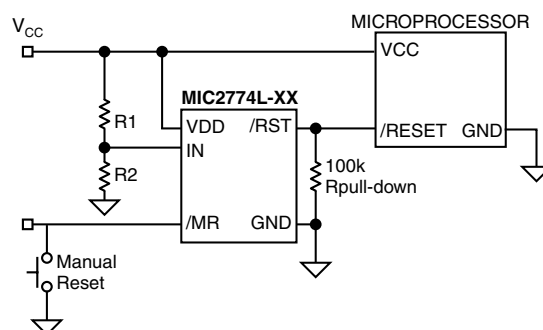 MICROPROCESSOR
VCC
VCC
MIC2774L-XX
R1
VDD
/RST
/RESET
GND
IN
R2
100k
Rpull-down
/MR
GND
Manual
Reset